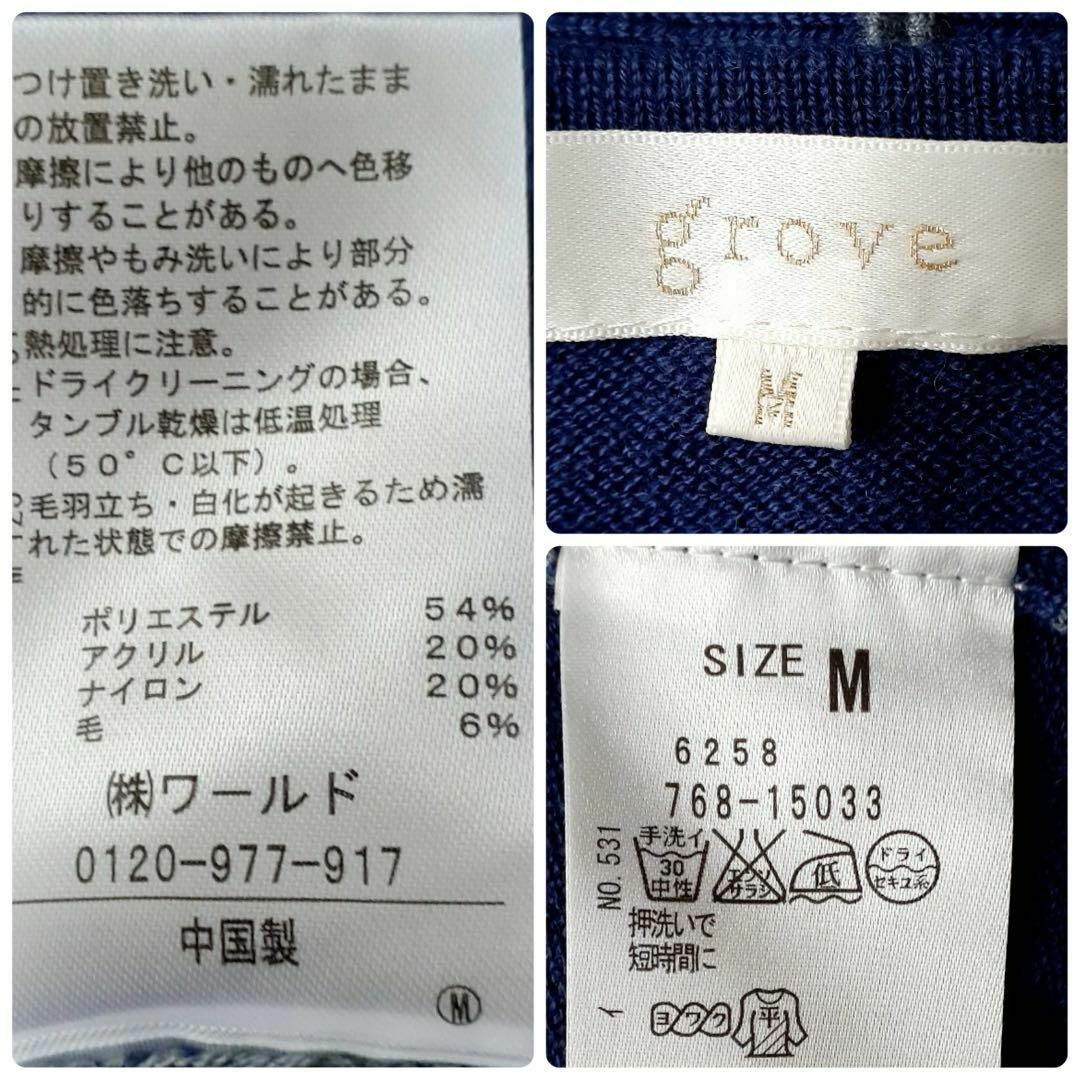 つけ置き洗い・濡れたまま
の放置禁止。
摩擦により他のものへ色移
りすることがある。
摩擦やもみ洗いにより部分
的に色落ちすることがある。
熱処理に注意。
ドライクリーニングの場合、
タンブル乾燥は低温処理
（５０°Ｃ以下）。
毛羽立ち・白化が起きるため濡
れた状態での摩擦禁止。
ポリエステル 54%
アクリル 20%
ナイロン 20%
毛 6%
㈱ワールド
0120-977-917
中国製
Ⓜ
grove
M
SIZE M
6258
768-15033
NO.531
手洗イ
30
中性
エンソ
サラシ
低
ドライ
セキユ系
押洗いで
短時間に
イ
ヨワク
平